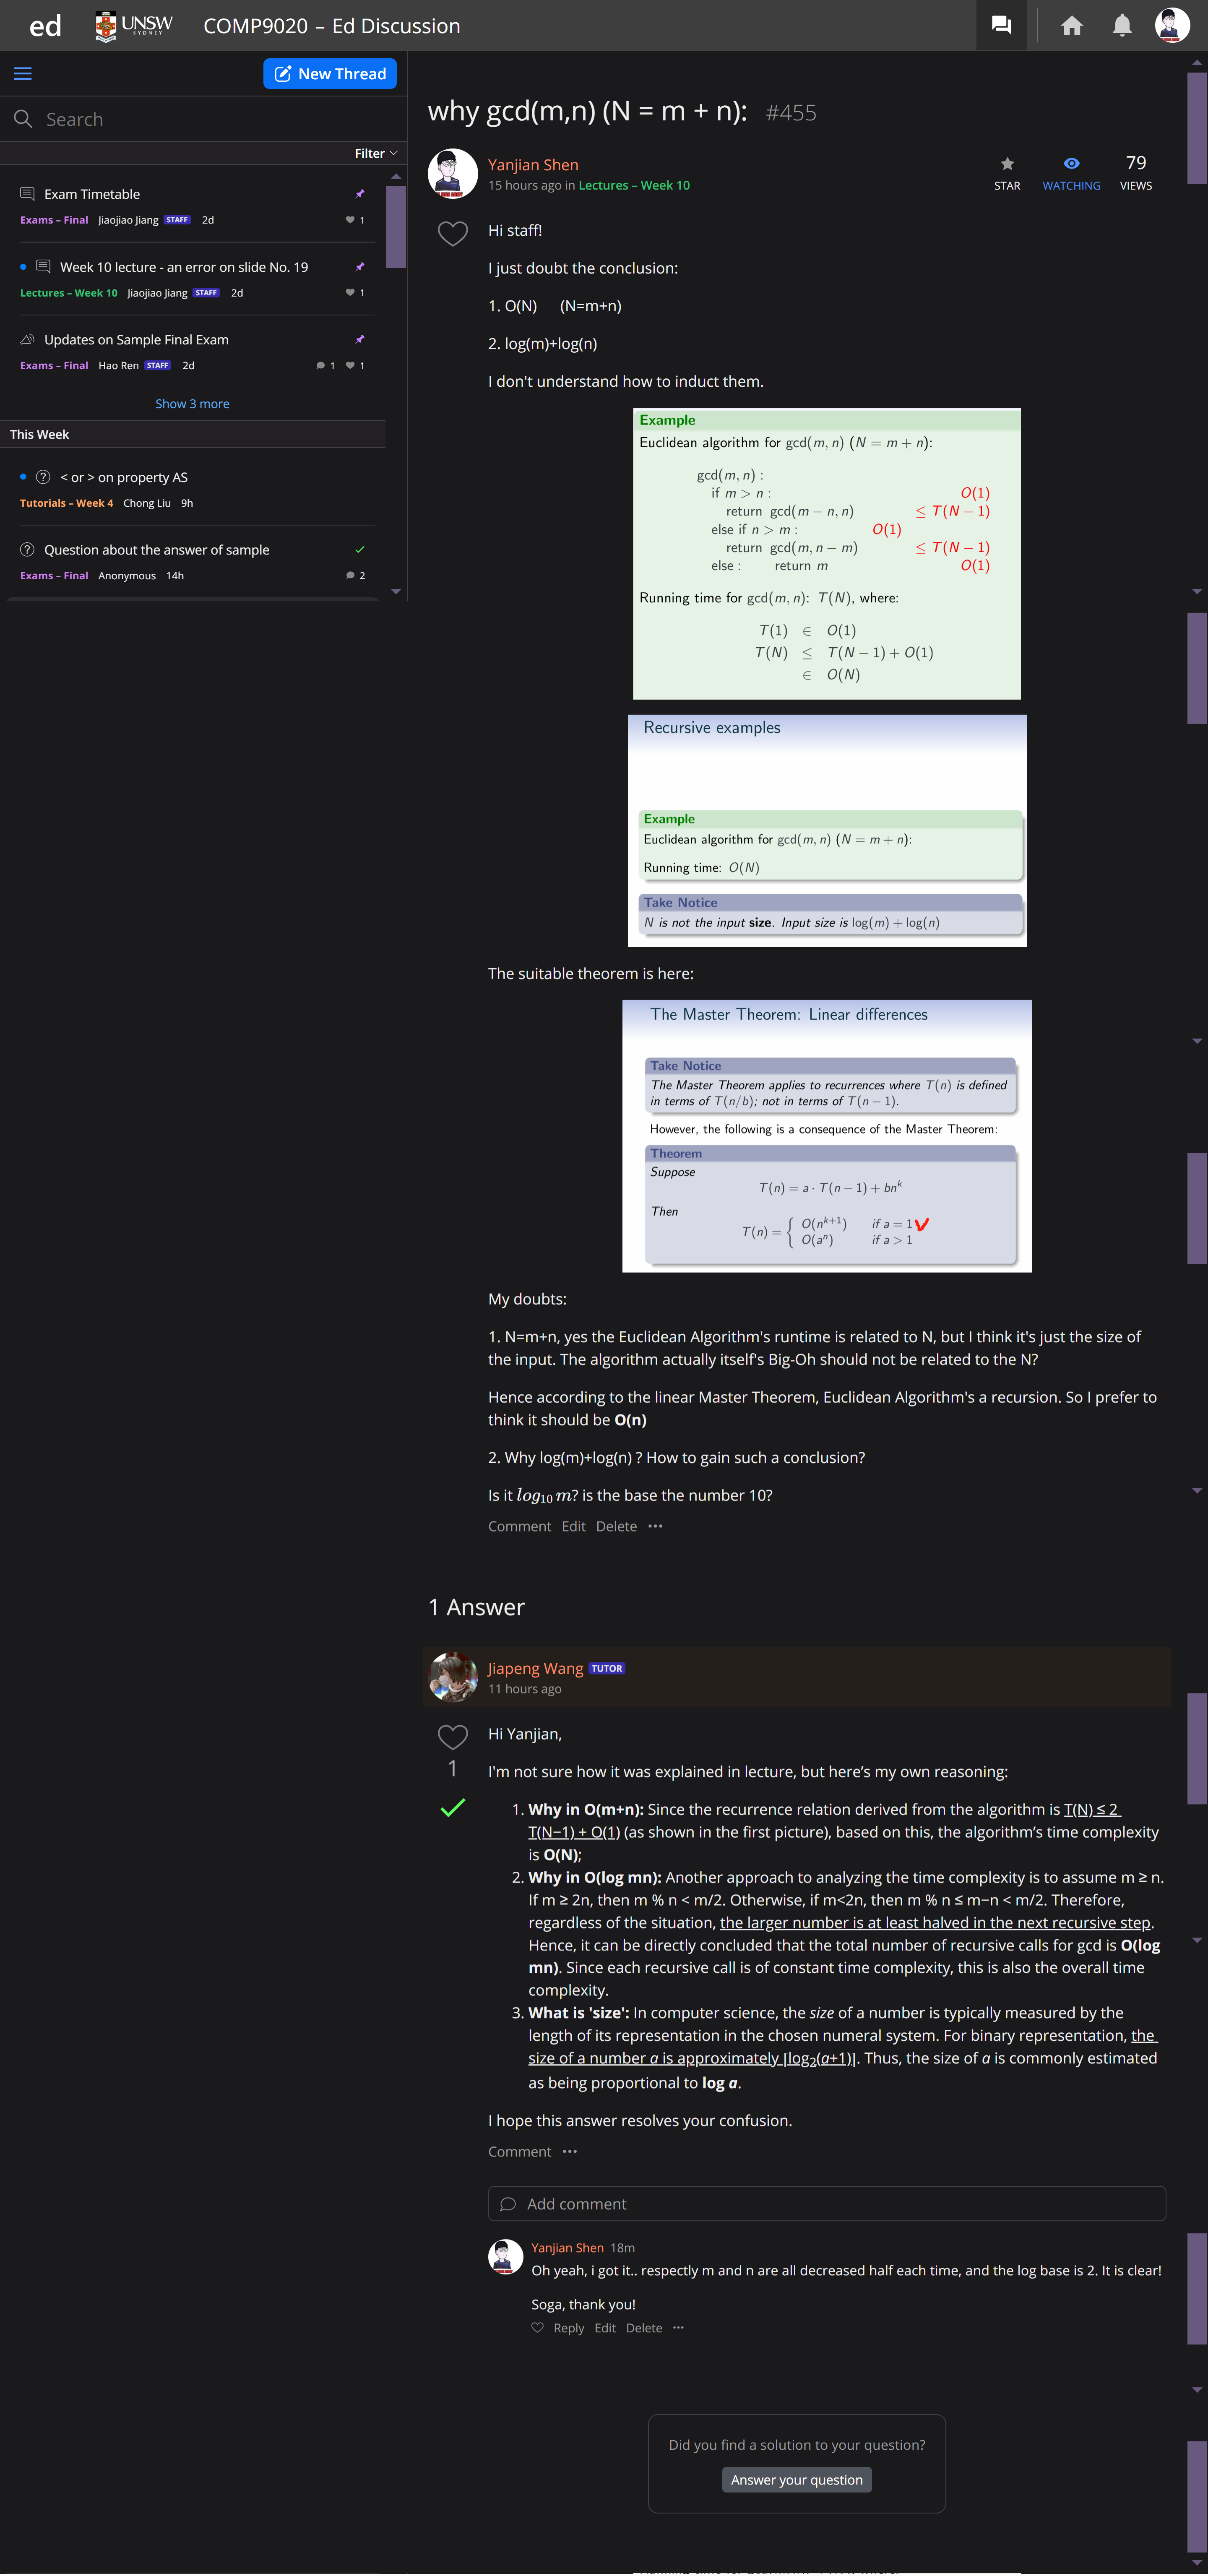 ed UNSW SYDNEY COMP9020 – Ed Discussion
New Thread
Search
Filter
Exam Timetable
Exams – Final Jiaojiao Jiang STAFF 2d 1
Week 10 lecture - an error on slide No. 19
Lectures – Week 10 Jiaojiao Jiang STAFF 2d 1
Updates on Sample Final Exam
Exams – Final Hao Ren STAFF 2d 1 1
Show 3 more
This Week
< or > on property AS
Tutorials – Week 4 Chong Liu 9h
Question about the answer of sample
Exams – Final Anonymous 14h 2
why gcd(m,n) (N = m + n): #455
Yanjian Shen
15 hours ago in Lectures – Week 10
STAR
WATCHING
79
VIEWS
Hi staff!
I just doubt the conclusion:
1. O(N) (N=m+n)
2. log(m)+log(n)
I don't understand how to induct them.
Example
Euclidean algorithm for gcd(m, n) (N = m + n):
gcd(m, n) :
if m > n : O(1)
return gcd(m − n, n) ≤ T(N − 1)
else if n > m : O(1)
return gcd(m, n − m) ≤ T(N − 1)
else : return m O(1)
Running time for gcd(m, n): T(N), where:
T(1) ∈ O(1)
T(N) ≤ T(N − 1) + O(1)
∈ O(N)
Recursive examples
Example
Euclidean algorithm for gcd(m, n) (N = m + n):
Running time: O(N)
Take Notice
N is not the input size. Input size is log(m) + log(n)
The suitable theorem is here:
The Master Theorem: Linear differences
Take Notice
The Master Theorem applies to recurrences where T(n) is defined
in terms of T(n/b); not in terms of T(n − 1).
However, the following is a consequence of the Master Theorem:
Theorem
Suppose
T(n) = a · T(n − 1) + bn^k
Then
T(n) = { O(n^{k+1}) if a = 1
O(a^n) if a > 1
My doubts:
1. N=m+n, yes the Euclidean Algorithm's runtime is related to N, but I think it's just the size of
the input. The algorithm actually itself's Big-Oh should not be related to the N?
Hence according to the linear Master Theorem, Euclidean Algorithm's a recursion. So I prefer to
think it should be O(n)
2. Why log(m)+log(n) ? How to gain such a conclusion?
Is it log₁₀ m? is the base the number 10?
Comment Edit Delete ···
1 Answer
Jiapeng Wang TUTOR
11 hours ago
1
Hi Yanjian,
I'm not sure how it was explained in lecture, but here's my own reasoning:
1. Why in O(m+n): Since the recurrence relation derived from the algorithm is T(N) ≤ 2
T(N−1) + O(1) (as shown in the first picture), based on this, the algorithm's time complexity
is O(N);
2. Why in O(log mn): Another approach to analyzing the time complexity is to assume m ≥ n.
If m ≥ 2n, then m % n < m/2. Otherwise, if m<2n, then m % n ≤ m−n < m/2. Therefore,
regardless of the situation, the larger number is at least halved in the next recursive step.
Hence, it can be directly concluded that the total number of recursive calls for gcd is O(log
mn). Since each recursive call is of constant time complexity, this is also the overall time
complexity.
3. What is 'size': In computer science, the size of a number is typically measured by the
length of its representation in the chosen numeral system. For binary representation, the
size of a number a is approximately ⌈log₂(a+1)⌉. Thus, the size of a is commonly estimated
as being proportional to log a.
I hope this answer resolves your confusion.
Comment ···
Add comment
Yanjian Shen 18m
Oh yeah, i got it.. respectly m and n are all decreased half each time, and the log base is 2. It is clear!
Soga, thank you!
Reply Edit Delete ···
Did you find a solution to your question?
Answer your question